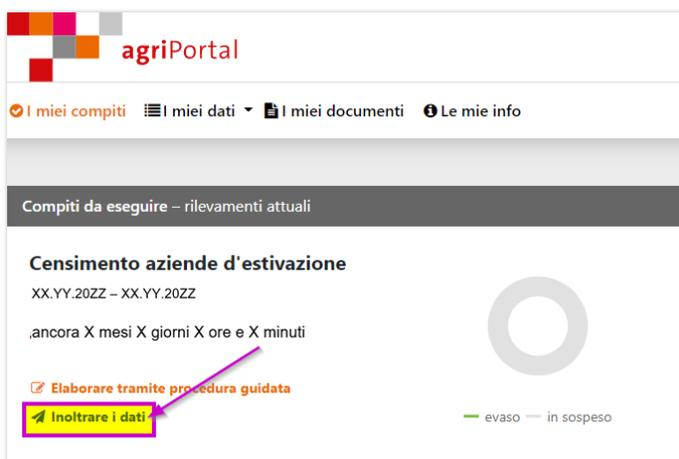 agriPortal
I miei compiti I miei dati I miei documenti Le mie info
Compiti da eseguire – rilevamenti attuali
Censimento aziende d'estivazione
XX.YY.20ZZ – XX.YY.20ZZ
,ancora X mesi X giorni X ore e X minuti
Elaborare tramite procedura guidata
Inoltrare i dati
evaso in sospeso